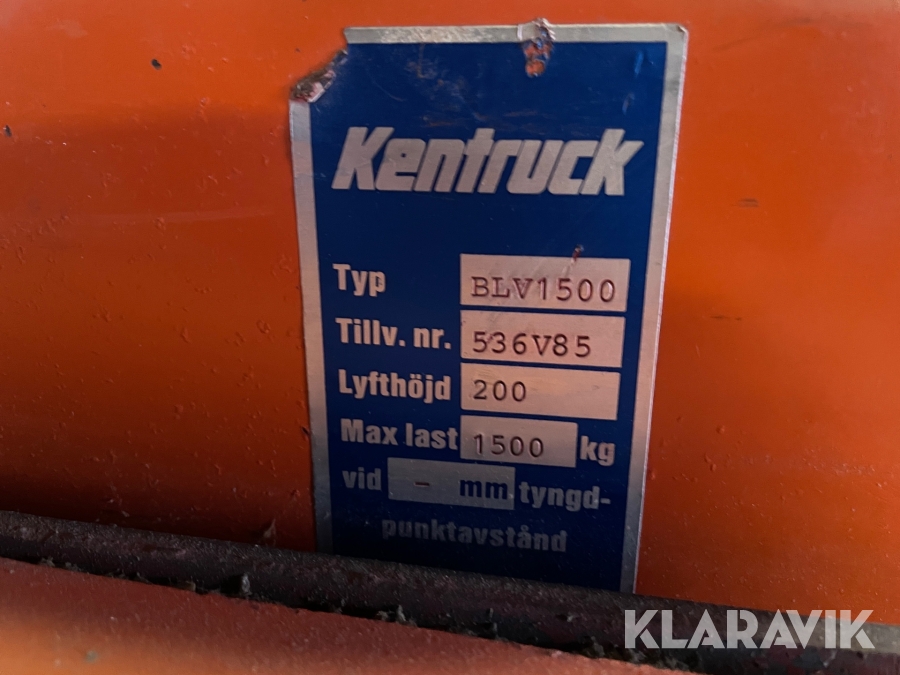 Kentruck
Typ BLV1500
Tillv. nr. 536V85
Lyfthöjd 200
Max last 1500 kg
vid - mm tyngd-
punktavstånd
KLARAVIK